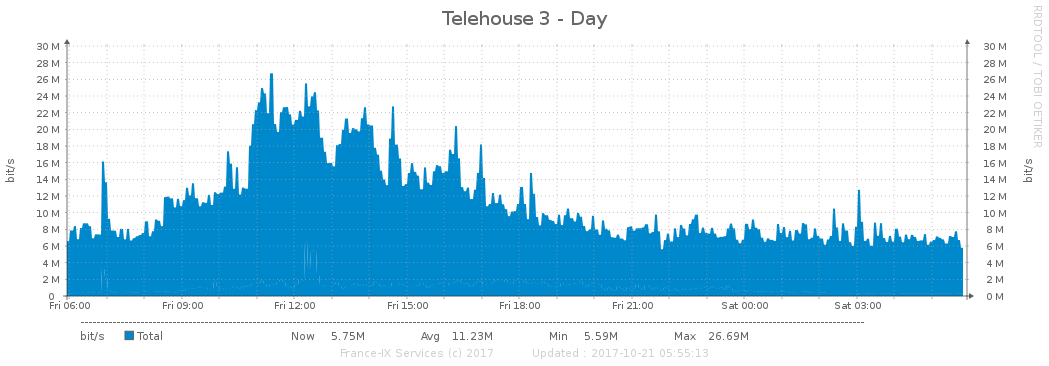 Telehouse 3 - Day
RRDTOOL / TOBI OETIKER
bit/s
bit/s
30 M 30 M
28 M 28 M
26 M 26 M
24 M 24 M
22 M 22 M
20 M 20 M
18 M 18 M
16 M 16 M
14 M 14 M
12 M 12 M
10 M 10 M
8 M 8 M
6 M 6 M
4 M 4 M
2 M 2 M
0 0 M
Fri 06:00 Fri 09:00 Fri 12:00 Fri 15:00 Fri 18:00 Fri 21:00 Sat 00:00 Sat 03:00
bit/s Total Now 5.75M Avg 11.23M Min 5.59M Max 26.69M
France-IX Services (c) 2017 Updated : 2017-10-21 05:55:13